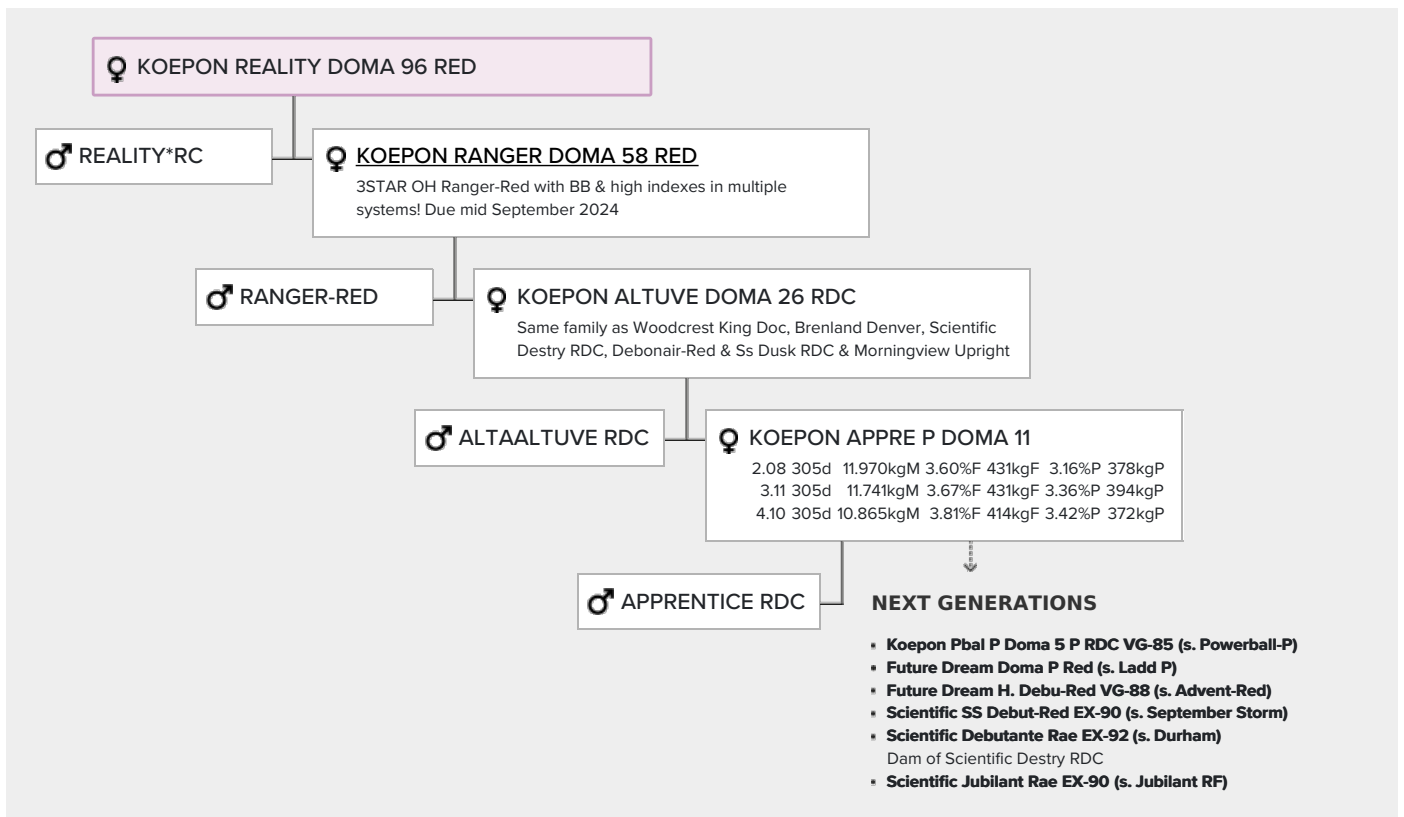 KOEPON REALITY DOMA 96 RED
REALITY*RC
KOEPON RANGER DOMA 58 RED
3STAR OH Ranger-Red with BB & high indexes in multiple
systems! Due mid September 2024
RANGER-RED
KOEPON ALTUVE DOMA 26 RDC
Same family as Woodcrest King Doc, Brenland Denver, Scientific
Destry RDC, Debonair-Red & Ss Dusk RDC & Morningview Upright
ALTAALTUVE RDC
KOEPON APPRE P DOMA 11
2.08 305d 11.970kgM 3.60%F 431kgF 3.16%P 378kgP
3.11 305d 11.741kgM 3.67%F 431kgF 3.36%P 394kgP
4.10 305d 10.865kgM 3.81%F 414kgF 3.42%P 372kgP
APPRENTICE RDC
NEXT GENERATIONS
Koepon Pbal P Doma 5 P RDC VG-85 (s. Powerball-P)
Future Dream Doma P Red (s. Ladd P)
Future Dream H. Debu-Red VG-88 (s. Advent-Red)
Scientific SS Debut-Red EX-90 (s. September Storm)
Scientific Debutante Rae EX-92 (s. Durham)
Dam of Scientific Destry RDC
Scientific Jubilant Rae EX-90 (s. Jubilant RF)